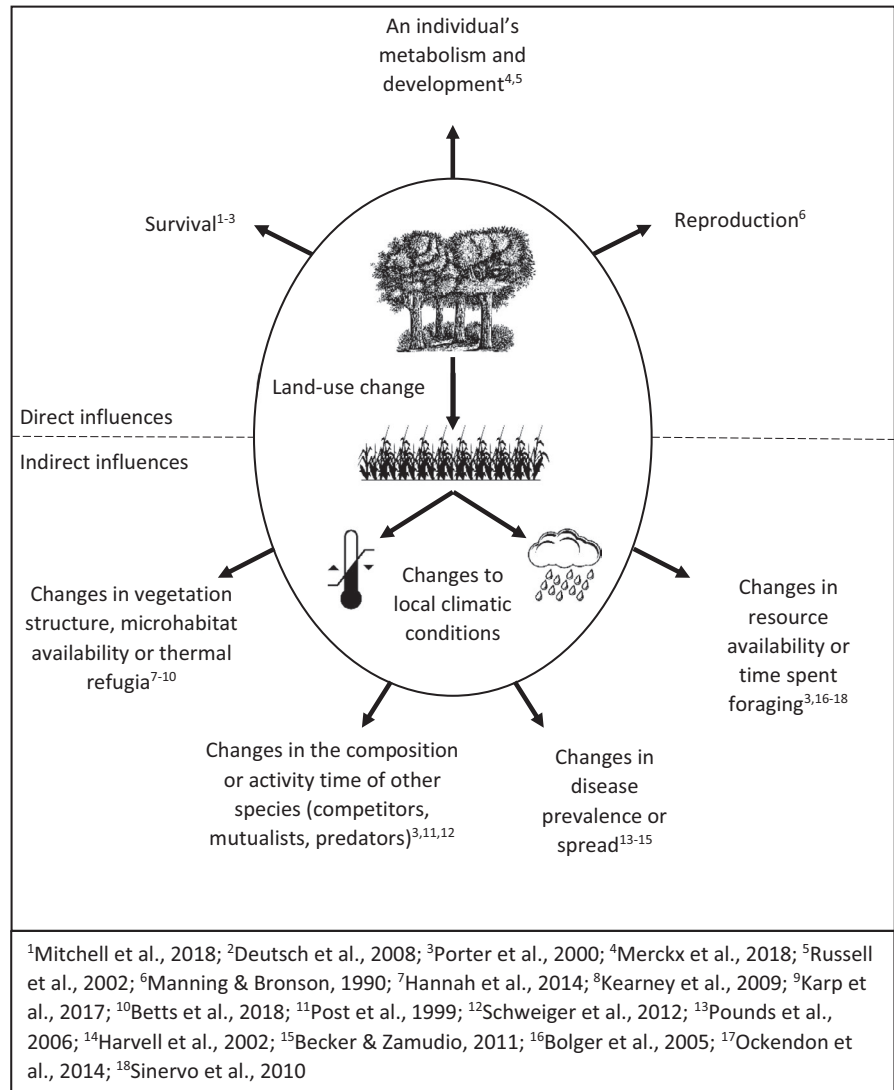 An individual's
metabolism and
development⁴,⁵
Survival¹⁻³
Reproduction⁶
Land-use change
Direct influences
Indirect influences
Changes to
local climatic
conditions
Changes in vegetation
structure, microhabitat
availability or thermal
refugia⁷⁻¹⁰
Changes in
resource
availability or
time spent
foraging³,¹⁶⁻¹⁸
Changes in the composition
or activity time of other
species (competitors,
mutualists, predators)³,¹¹,¹²
Changes in
disease
prevalence or
spread¹³⁻¹⁵
¹Mitchell et al., 2018; ²Deutsch et al., 2008; ³Porter et al., 2000; ⁴Merckx et al., 2018; ⁵Russell
et al., 2002; ⁶Manning & Bronson, 1990; ⁷Hannah et al., 2014; ⁸Kearney et al., 2009; ⁹Karp
et al., 2017; ¹⁰Betts et al., 2018; ¹¹Post et al., 1999; ¹²Schweiger et al., 2012; ¹³Pounds et al.,
2006; ¹⁴Harvell et al., 2002; ¹⁵Becker & Zamudio, 2011; ¹⁶Bolger et al., 2005; ¹⁷Ockendon et
al., 2014; ¹⁸Sinervo et al., 2010